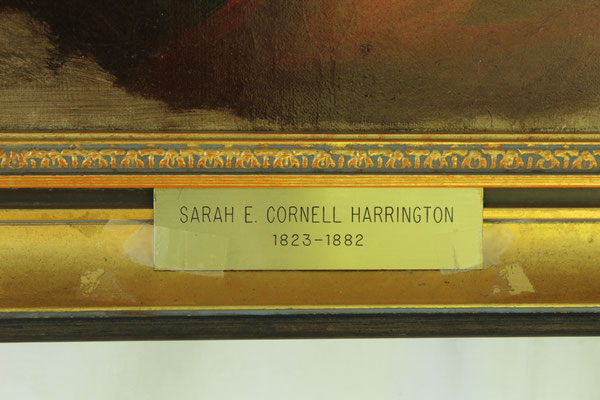 SARAH E. CORNELL HARRINGTON
1823-1882